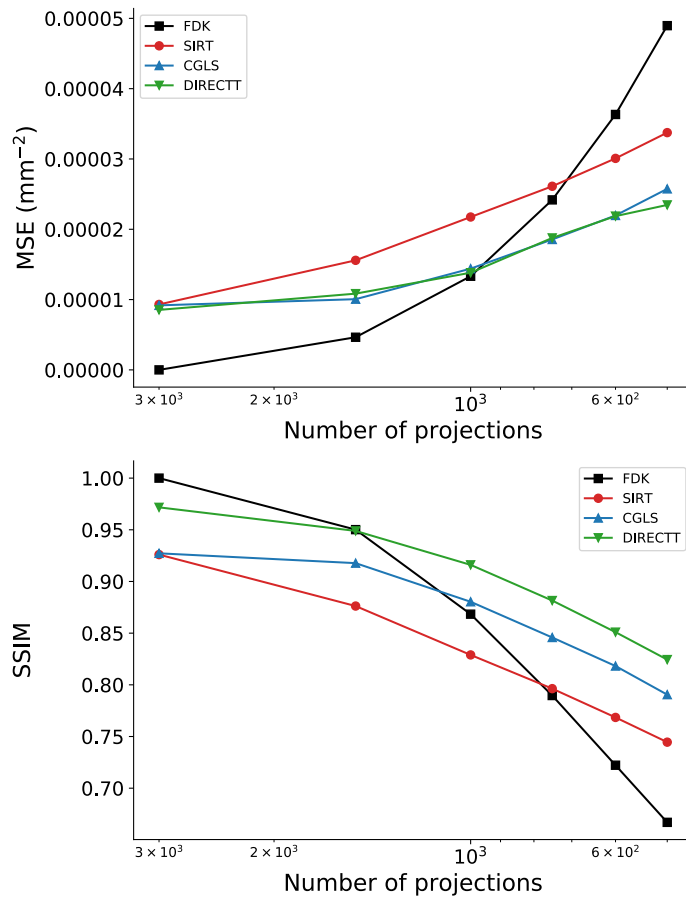 0.00005
0.00004
0.00003
0.00002
0.00001
0.00000
MSE (mm⁻²)
FDK
SIRT
CGLS
DIRECTT
3 × 10³
2 × 10³
10³
6 × 10²
Number of projections
1.00
0.95
0.90
0.85
0.80
0.75
0.70
SSIM
FDK
SIRT
CGLS
DIRECTT
3 × 10³
2 × 10³
10³
6 × 10²
Number of projections